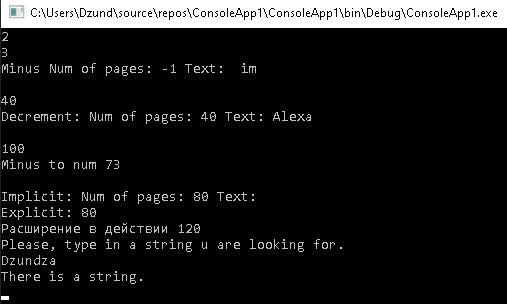 C:\Users\Dzund\source\repos\ConsoleApp1\ConsoleApp1\bin\Debug\ConsoleApp1.exe
2
3
Minus Num of pages: -1 Text:  im
40
Decrement: Num of pages: 40 Text: Alexa
100
Minus to num 73
Implicit: Num of pages: 80 Text:
Explicit: 80
Расширение в действии 120
Please, type in a string u are looking for.
Dzundza
There is a string.